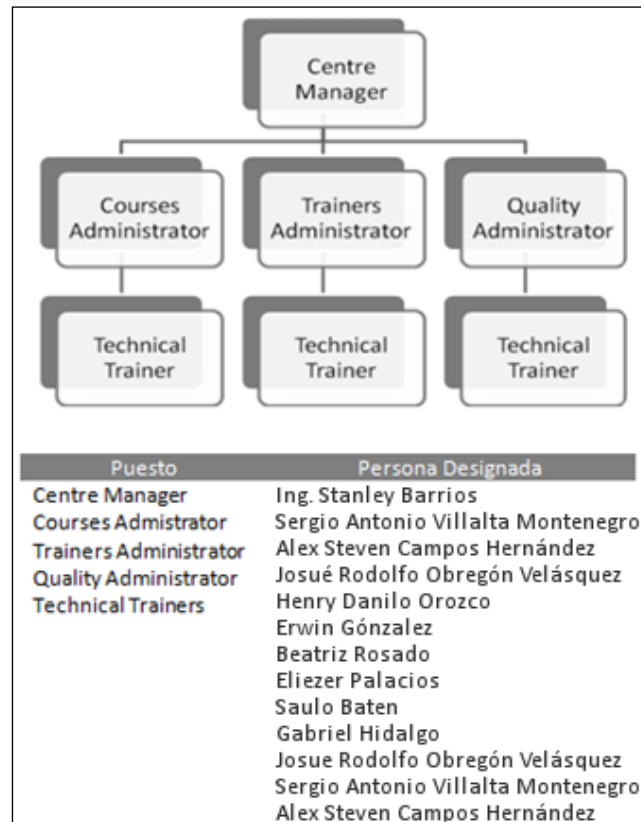 Centre
Manager
Courses
Administrator
Trainers
Administrator
Quality
Administrator
Technical
Trainer
Technical
Trainer
Technical
Trainer
Puesto Persona Designada
Centre Manager Ing. Stanley Barrios
Courses Admistrator Sergio Antonio Villalta Montenegro
Trainers Administrator Alex Steven Campos Hernández
Quality Administrator Josué Rodolfo Obregón Velásquez
Technical Trainers Henry Danilo Orozco
Erwin Gónzalez
Beatriz Rosado
Eliezer Palacios
Saulo Baten
Gabriel Hidalgo
Josue Rodolfo Obregón Velásquez
Sergio Antonio Villalta Montenegro
Alex Steven Campos Hernández